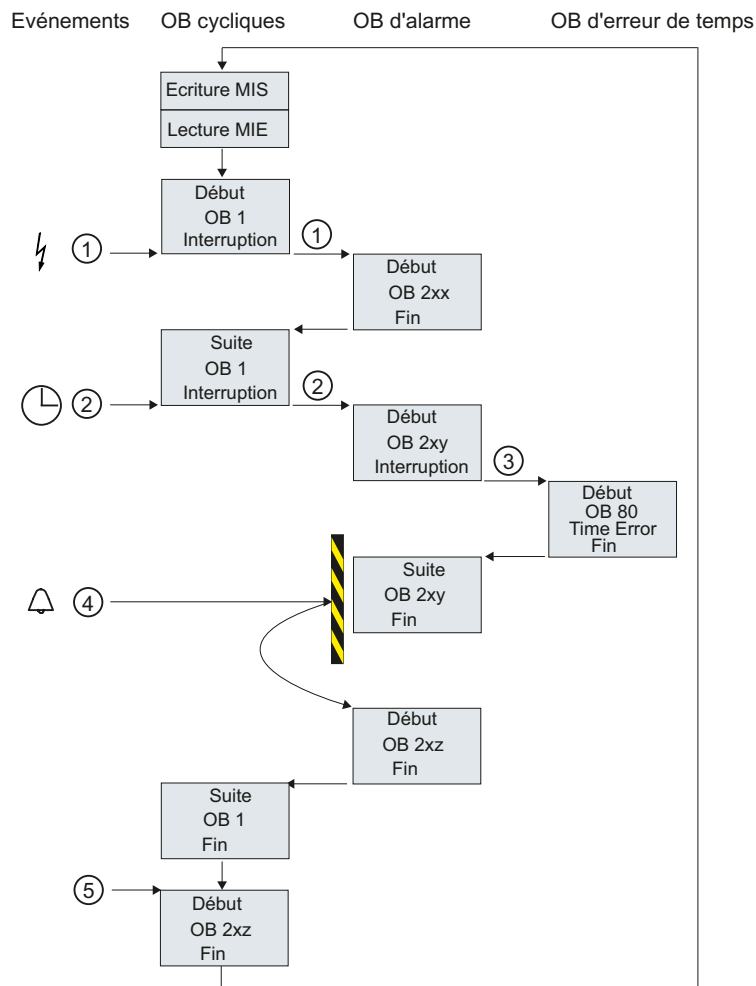 Evénements OB cycliques OB d'alarme OB d'erreur de temps
Ecriture MIS
Lecture MIE
Début
OB 1
Interruption
1
1
Début
OB 2xx
Fin
Suite
OB 1
Interruption
2
2
Début
OB 2xy
Interruption
3
Début
OB 80
Time Error
Fin
Suite
OB 2xy
Fin
4
Début
OB 2xz
Fin
Suite
OB 1
Fin
5
Début
OB 2xz
Fin